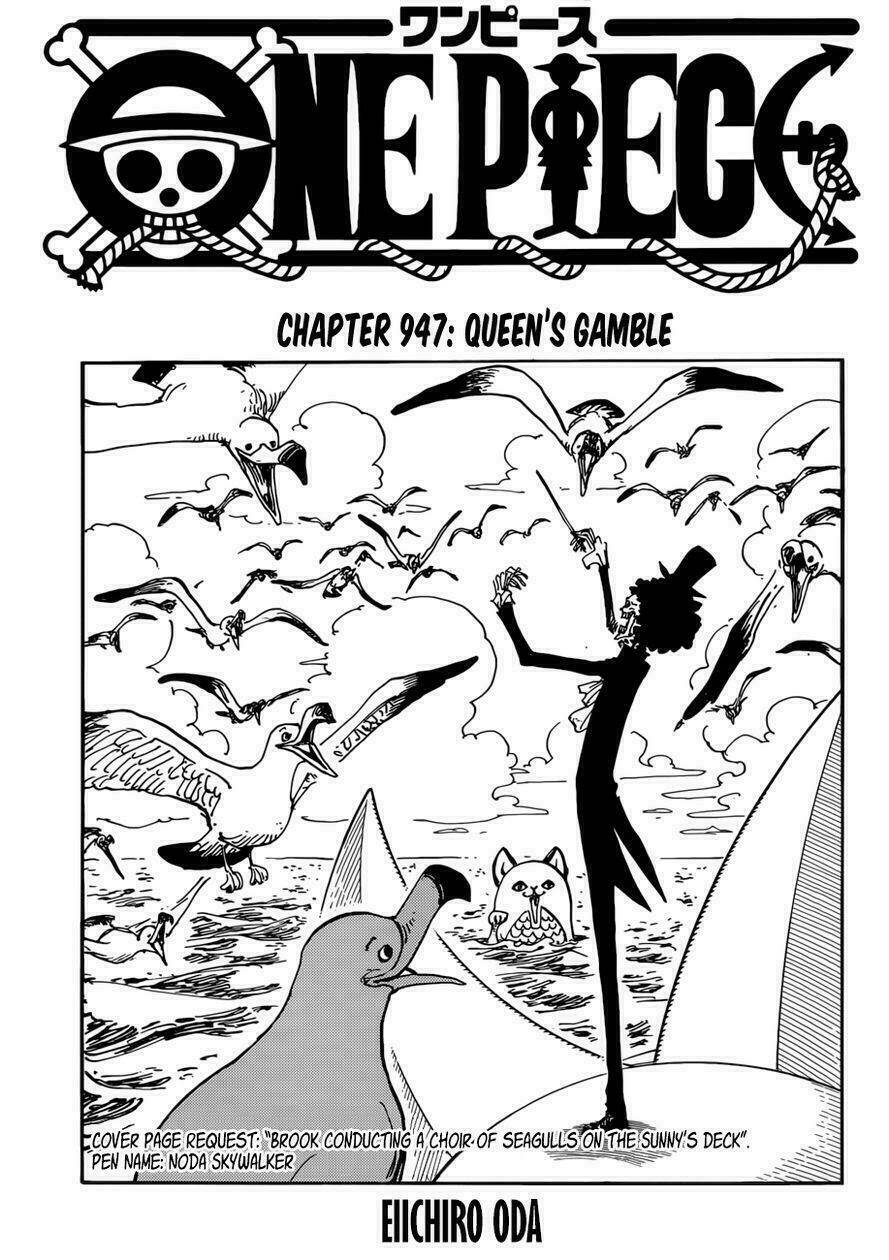 ワンピース
ONE PIECE
CHAPTER 947: QUEEN'S GAMBLE
COVER PAGE REQUEST: "BROOK CONDUCTING A CHOIR OF SEAGULLS ON THE SUNNY'S DECK".
PEN NAME: NODA SKYWALKER
EIICHIRO ODA